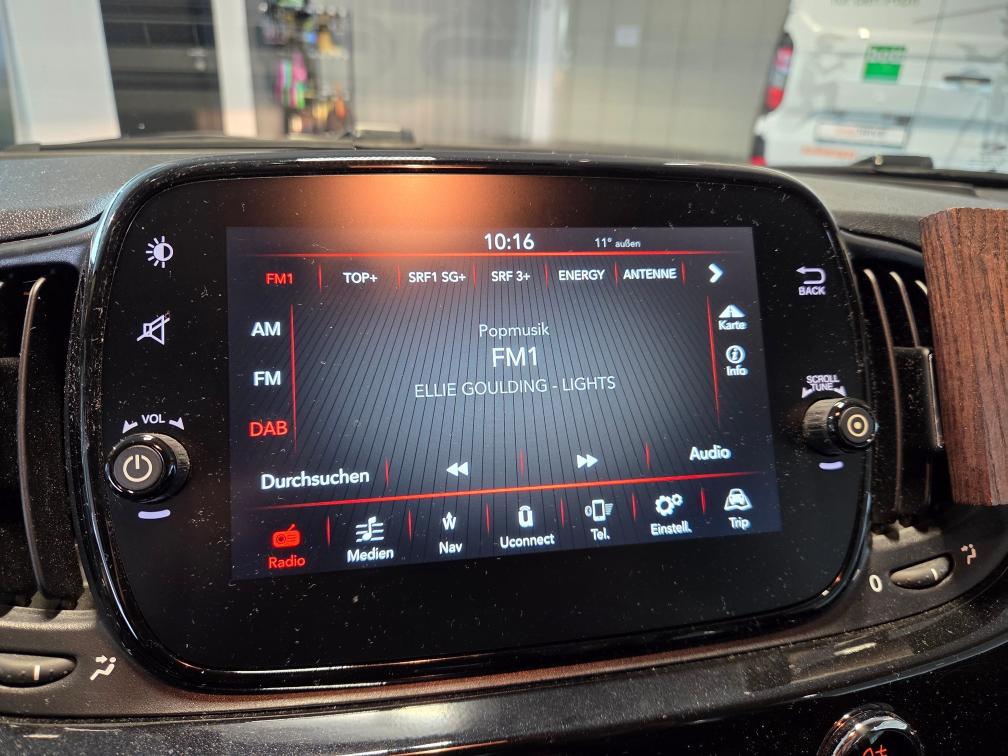 10:16 11° außen
FM1 TOP+ SRF1 SG+ SRF 3+ ENERGY ANTENNE
AM
FM
DAB
Popmusik
FM1
ELLIE GOULDING - LIGHTS
Karte
Info
Durchsuchen
Audio
Radio Medien Nav Uconnect Tel. Einstell. Trip
VOL
BACK
SCROLL
TUNE
0